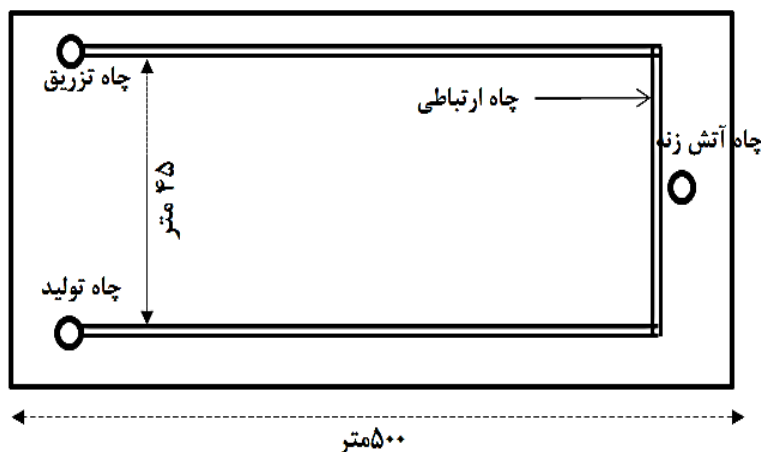 چاه تزریق
چاه ارتباطی
چاه آتش زنه
۴۵ متر
چاه تولید
۵۰۰متر